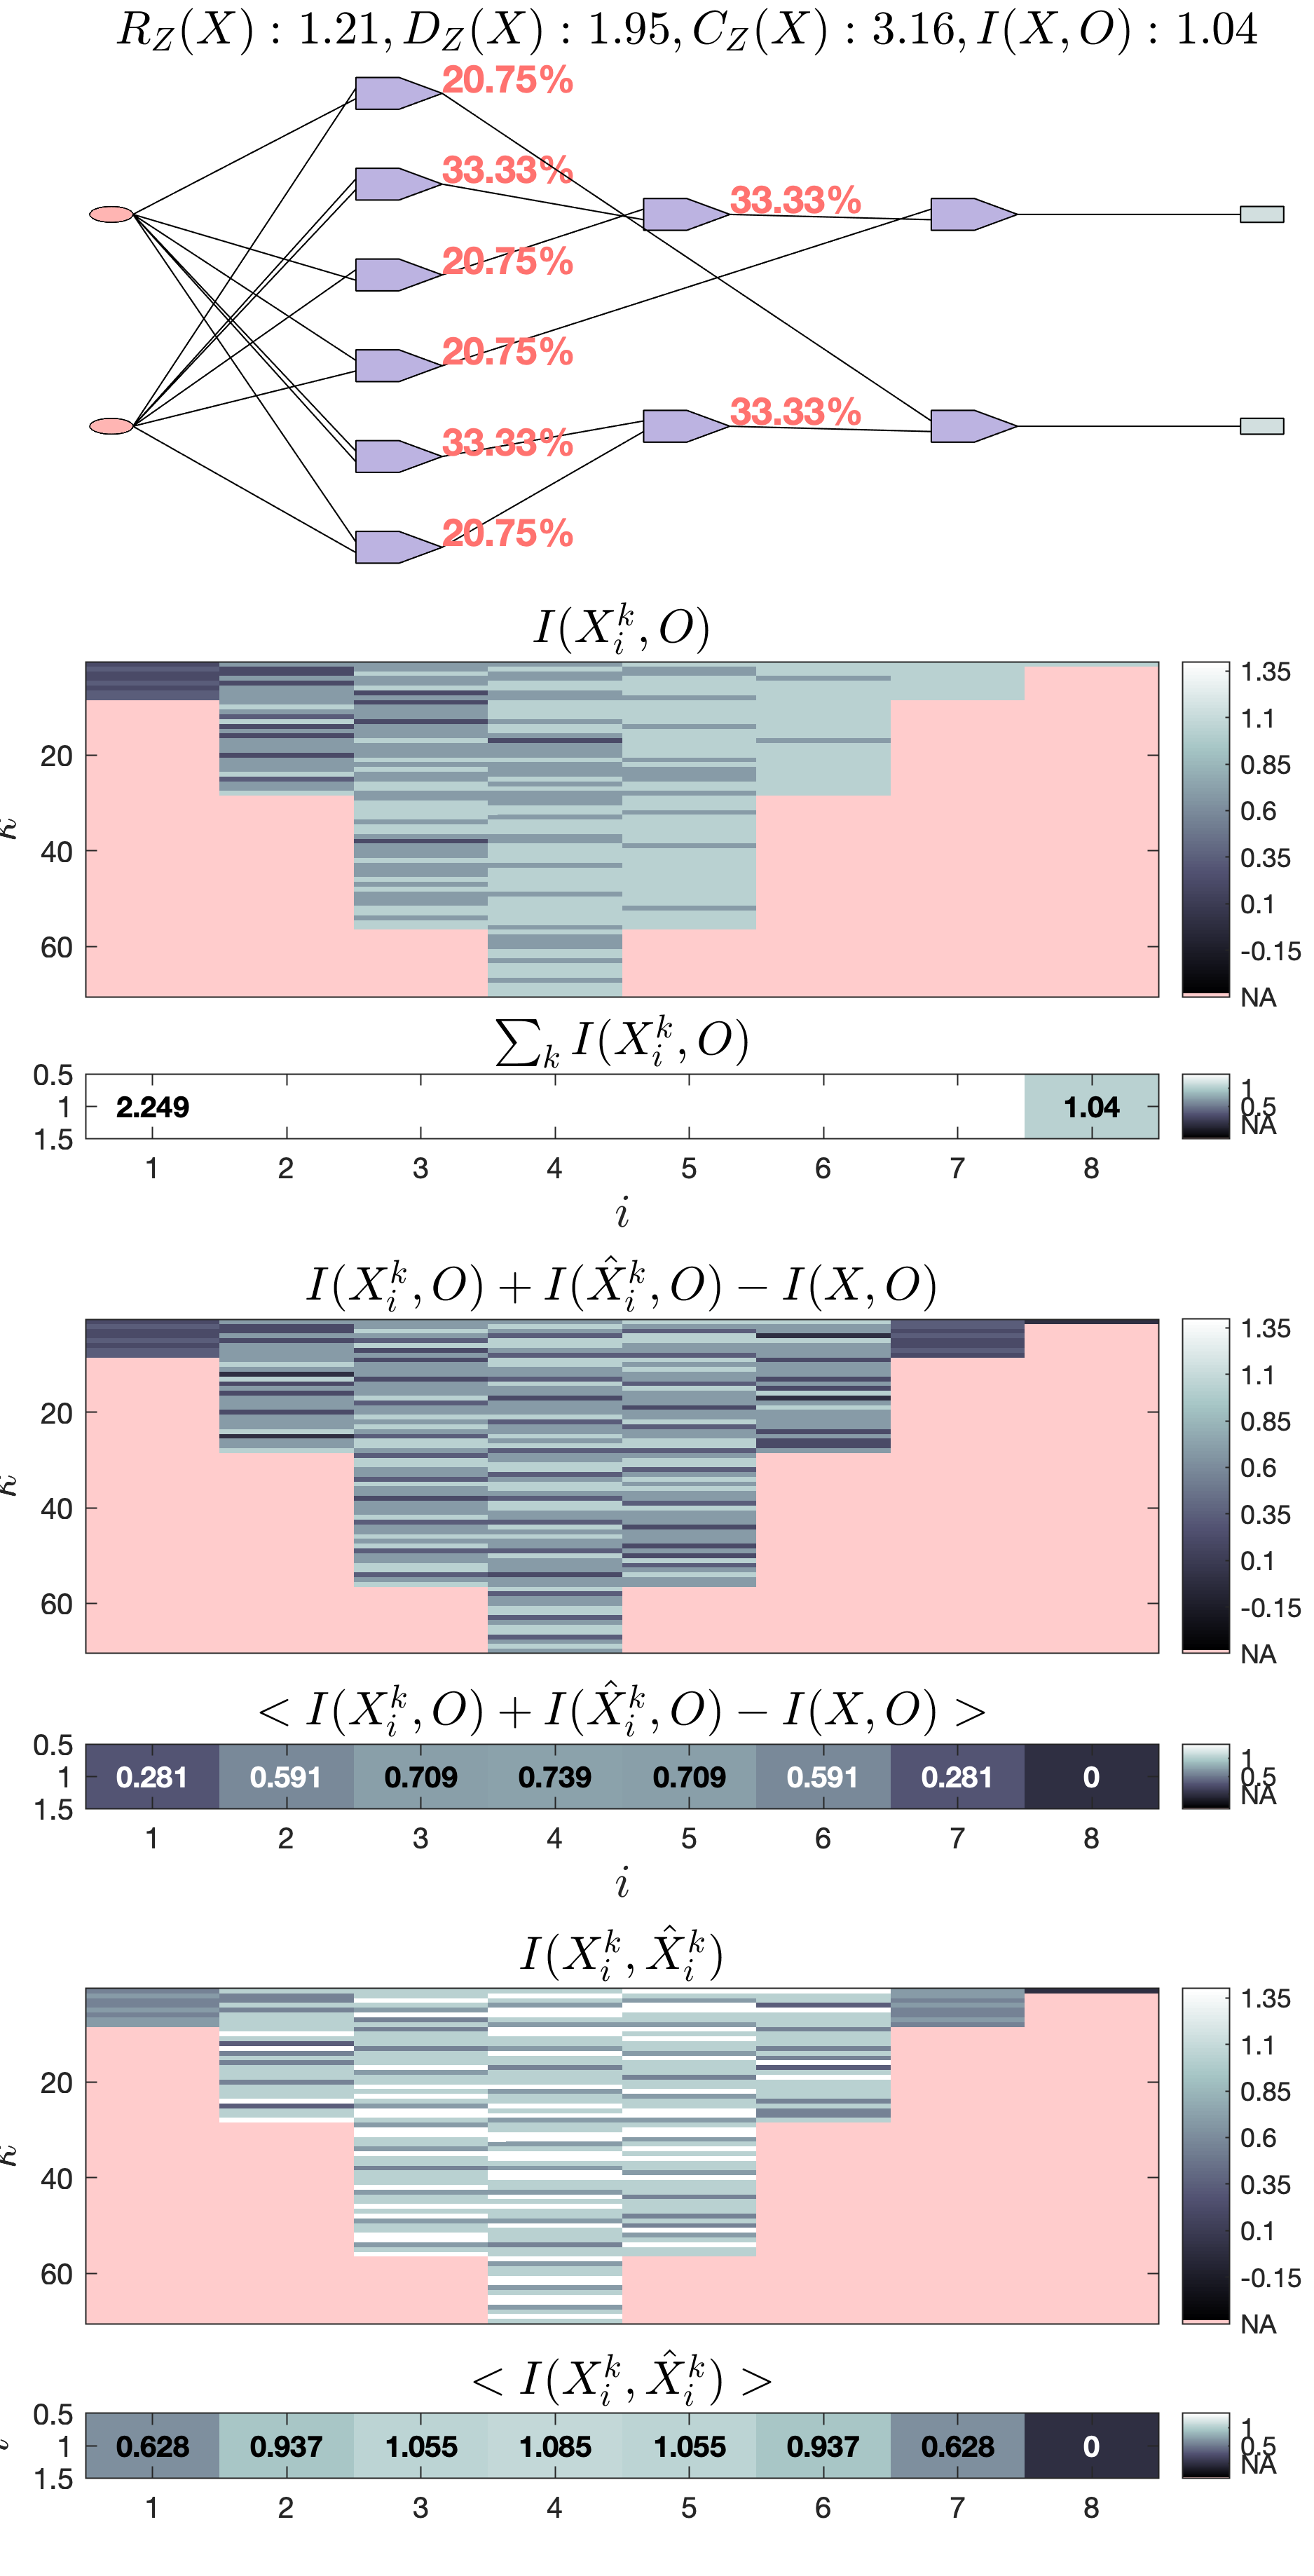 R_Z(X) : 1.21, D_Z(X) : 1.95, C_Z(X) : 3.16, I(X, O) : 1.04
20.75%
33.33%
33.33%
20.75%
20.75%
33.33%
33.33%
20.75%
I(X_i^k, O)
20
40
60
k
1.35
1.1
0.85
0.6
0.35
0.1
-0.15
NA
∑_k I(X_i^k, O)
0.5
1
1.5
2.249
1.04
1
0.5
NA
1 2 3 4 5 6 7 8
i
I(X_i^k, O) + I(X̂_i^k, O) − I(X, O)
20
40
60
k
1.35
1.1
0.85
0.6
0.35
0.1
-0.15
NA
< I(X_i^k, O) + I(X̂_i^k, O) − I(X, O) >
0.5
1
1.5
0.281 0.591 0.709 0.739 0.709 0.591 0.281 0
1
0.5
NA
1 2 3 4 5 6 7 8
i
I(X_i^k, X̂_i^k)
20
40
60
k
1.35
1.1
0.85
0.6
0.35
0.1
-0.15
NA
< I(X_i^k, X̂_i^k) >
0.5
1
1.5
0.628 0.937 1.055 1.085 1.055 0.937 0.628 0
1
0.5
NA
1 2 3 4 5 6 7 8